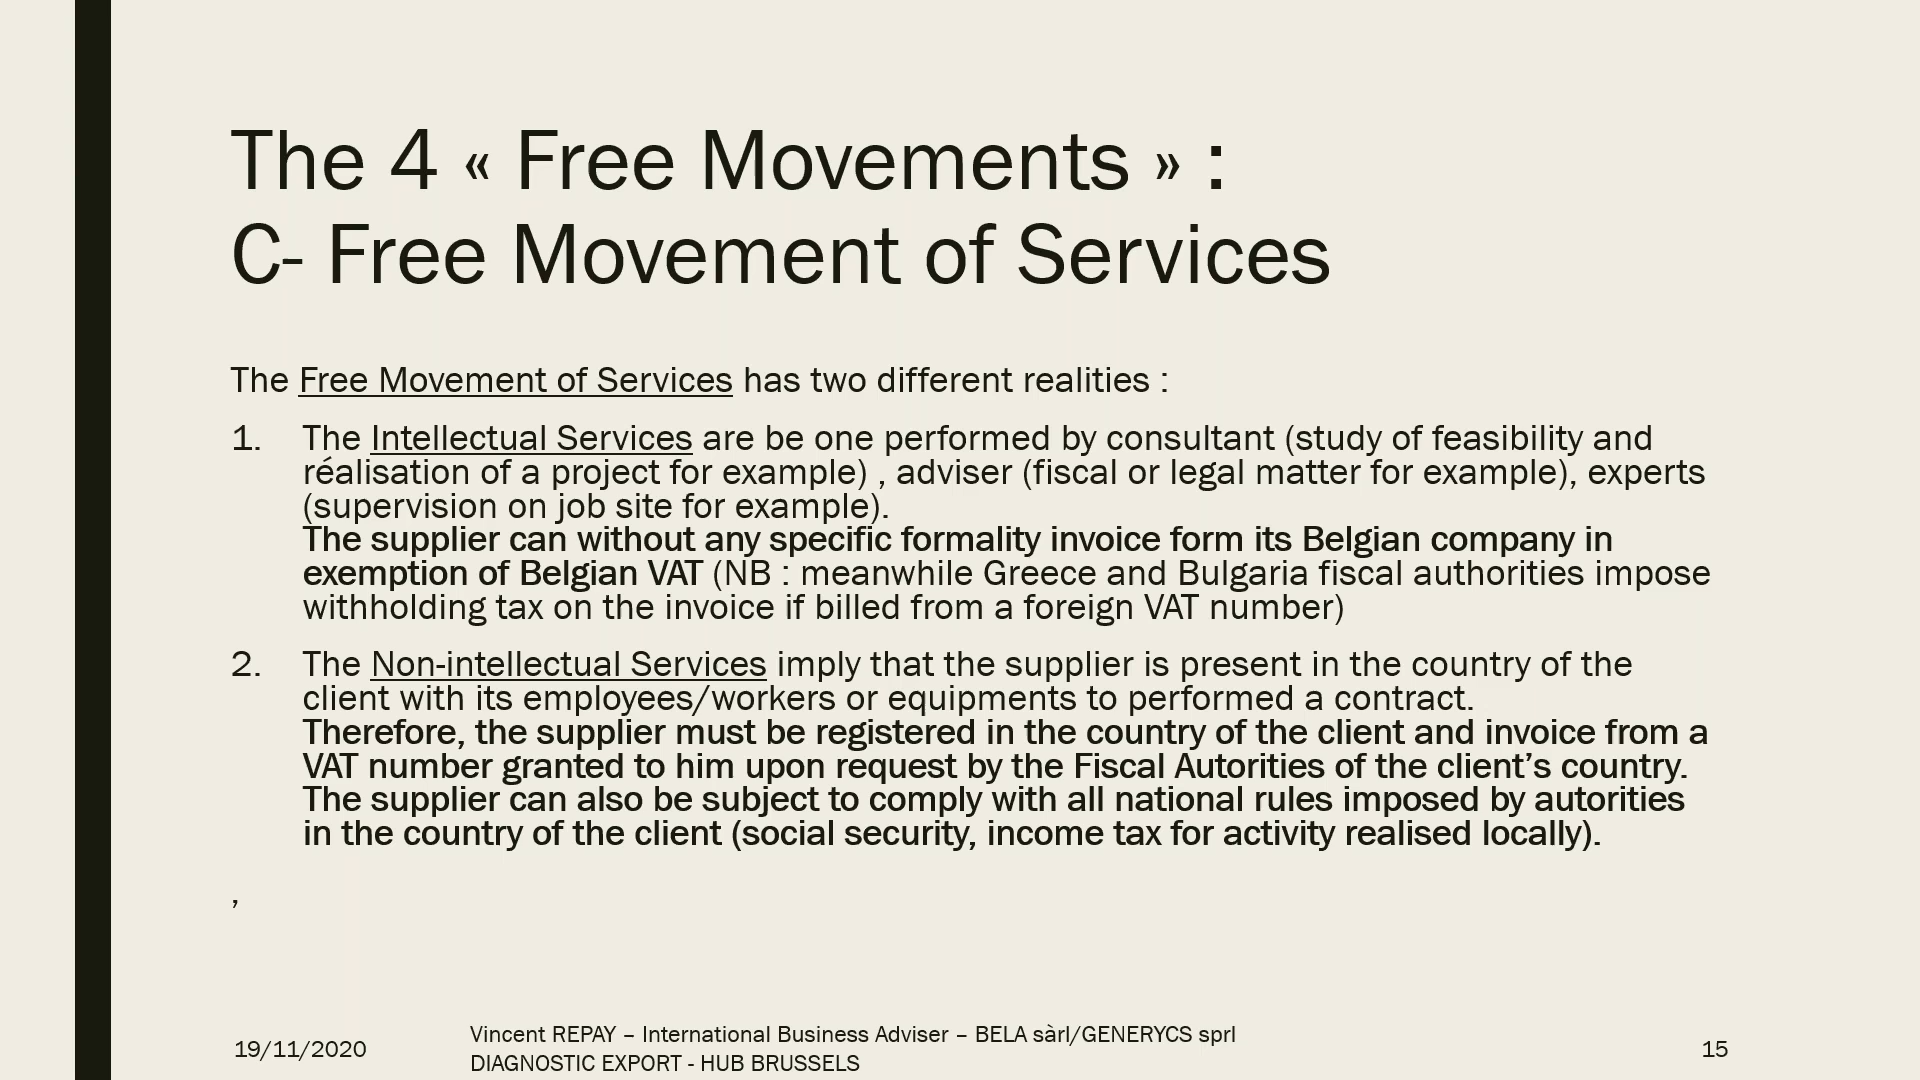 The 4 « Free Movements » :
C- Free Movement of Services
The Free Movement of Services has two different realities :
1. The Intellectual Services are be one performed by consultant (study of feasibility and
réalisation of a project for example) , adviser (fiscal or legal matter for example), experts
(supervision on job site for example).
The supplier can without any specific formality invoice form its Belgian company in
exemption of Belgian VAT (NB : meanwhile Greece and Bulgaria fiscal authorities impose
withholding tax on the invoice if billed from a foreign VAT number)
2. The Non-intellectual Services imply that the supplier is present in the country of the
client with its employees/workers or equipments to performed a contract.
Therefore, the supplier must be registered in the country of the client and invoice from a
VAT number granted to him upon request by the Fiscal Autorities of the client’s country.
The supplier can also be subject to comply with all national rules imposed by autorities
in the country of the client (social security, income tax for activity realised locally).
,
19/11/2020
Vincent REPAY – International Business Adviser – BELA sàrl/GENERYCS sprl
DIAGNOSTIC EXPORT - HUB BRUSSELS
15